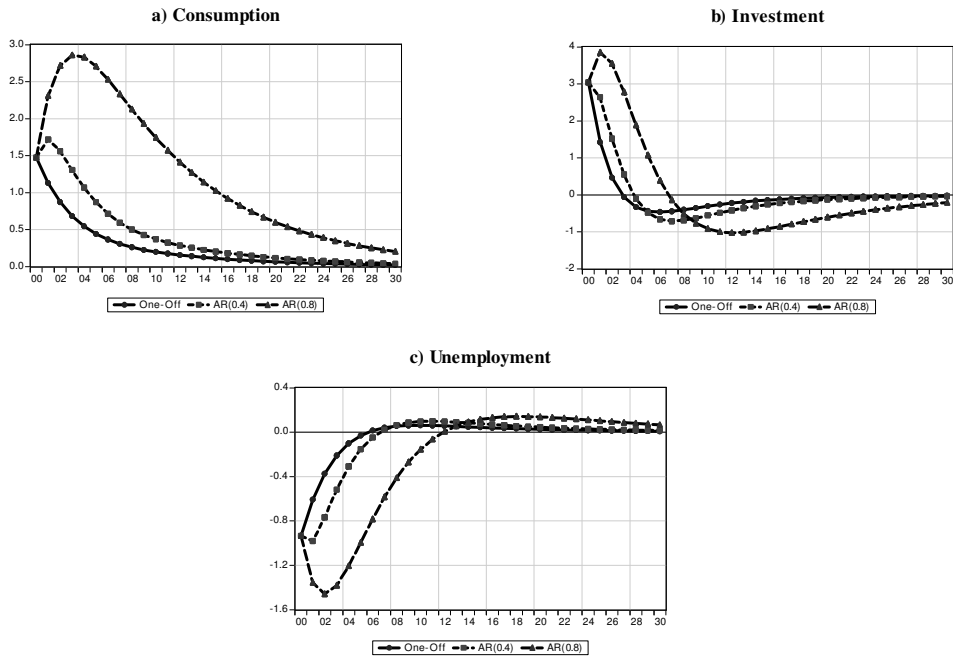 a) Consumption
3.0
2.5
2.0
1.5
1.0
0.5
0.0
00 02 04 06 08 10 12 14 16 18 20 22 24 26 28 30
One-Off AR(0.4) AR(0.8)
b) Investment
4
3
2
1
0
-1
-2
00 02 04 06 08 10 12 14 16 18 20 22 24 26 28 30
One-Off AR(0.4) AR(0.8)
c) Unemployment
0.4
0.0
-0.4
-0.8
-1.2
-1.6
00 02 04 06 08 10 12 14 16 18 20 22 24 26 28 30
One-Off AR(0.4) AR(0.8)